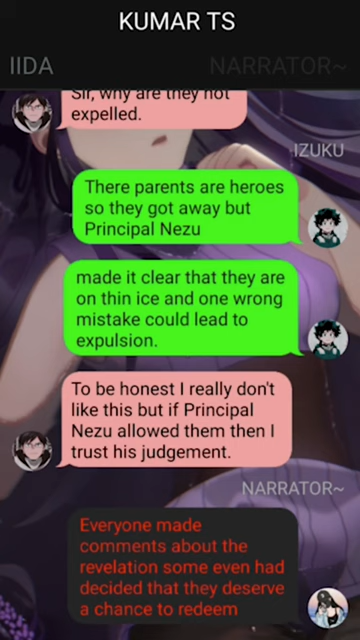 KUMAR TS
IIDA
NARRATOR~
Sir, why are they not
expelled.
IZUKU
There parents are heroes
so they got away but
Principal Nezu
made it clear that they are
on thin ice and one wrong
mistake could lead to
expulsion.
To be honest I really don't
like this but if Principal
Nezu allowed them then I
trust his judgement.
NARRATOR~
Everyone made
comments about the
revelation some even had
decided that they deserve
a chance to redeem